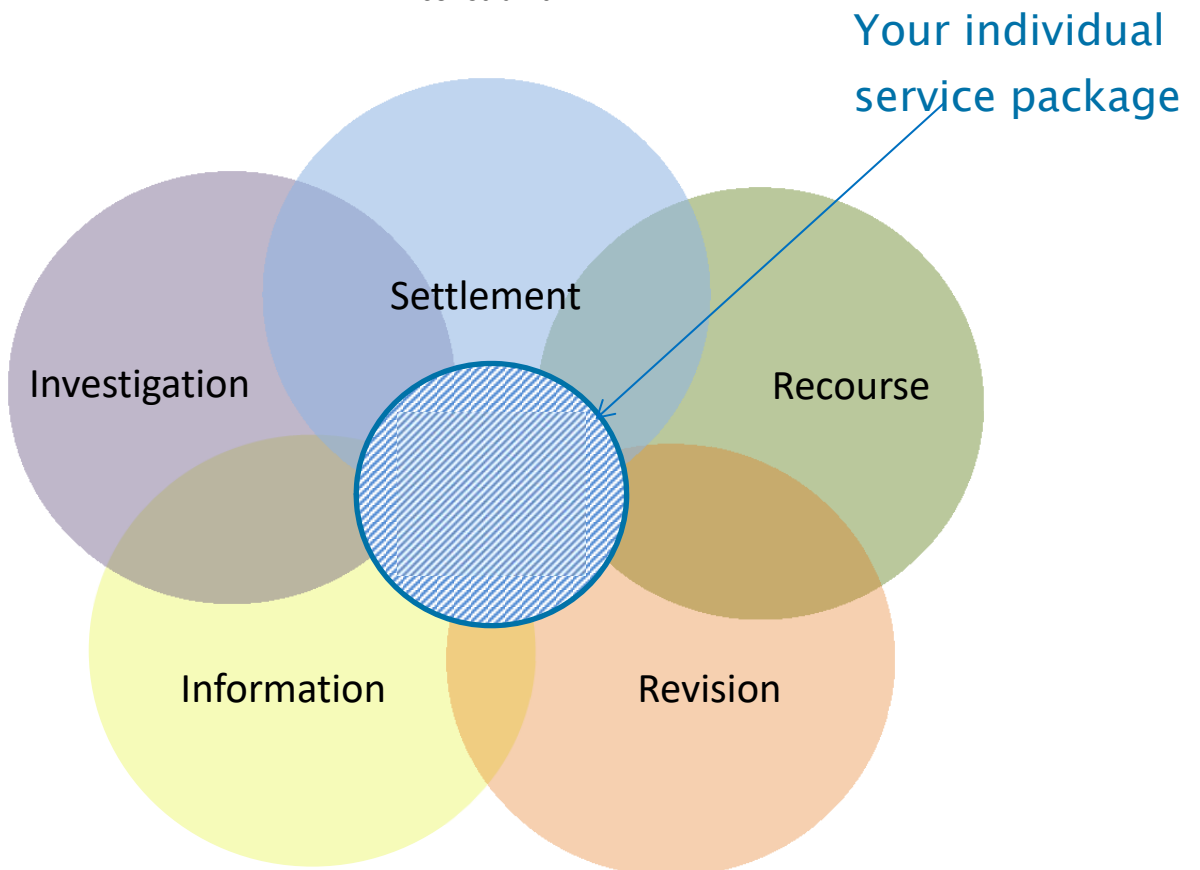 Your individual
service package
Settlement
Investigation
Recourse
Information
Revision